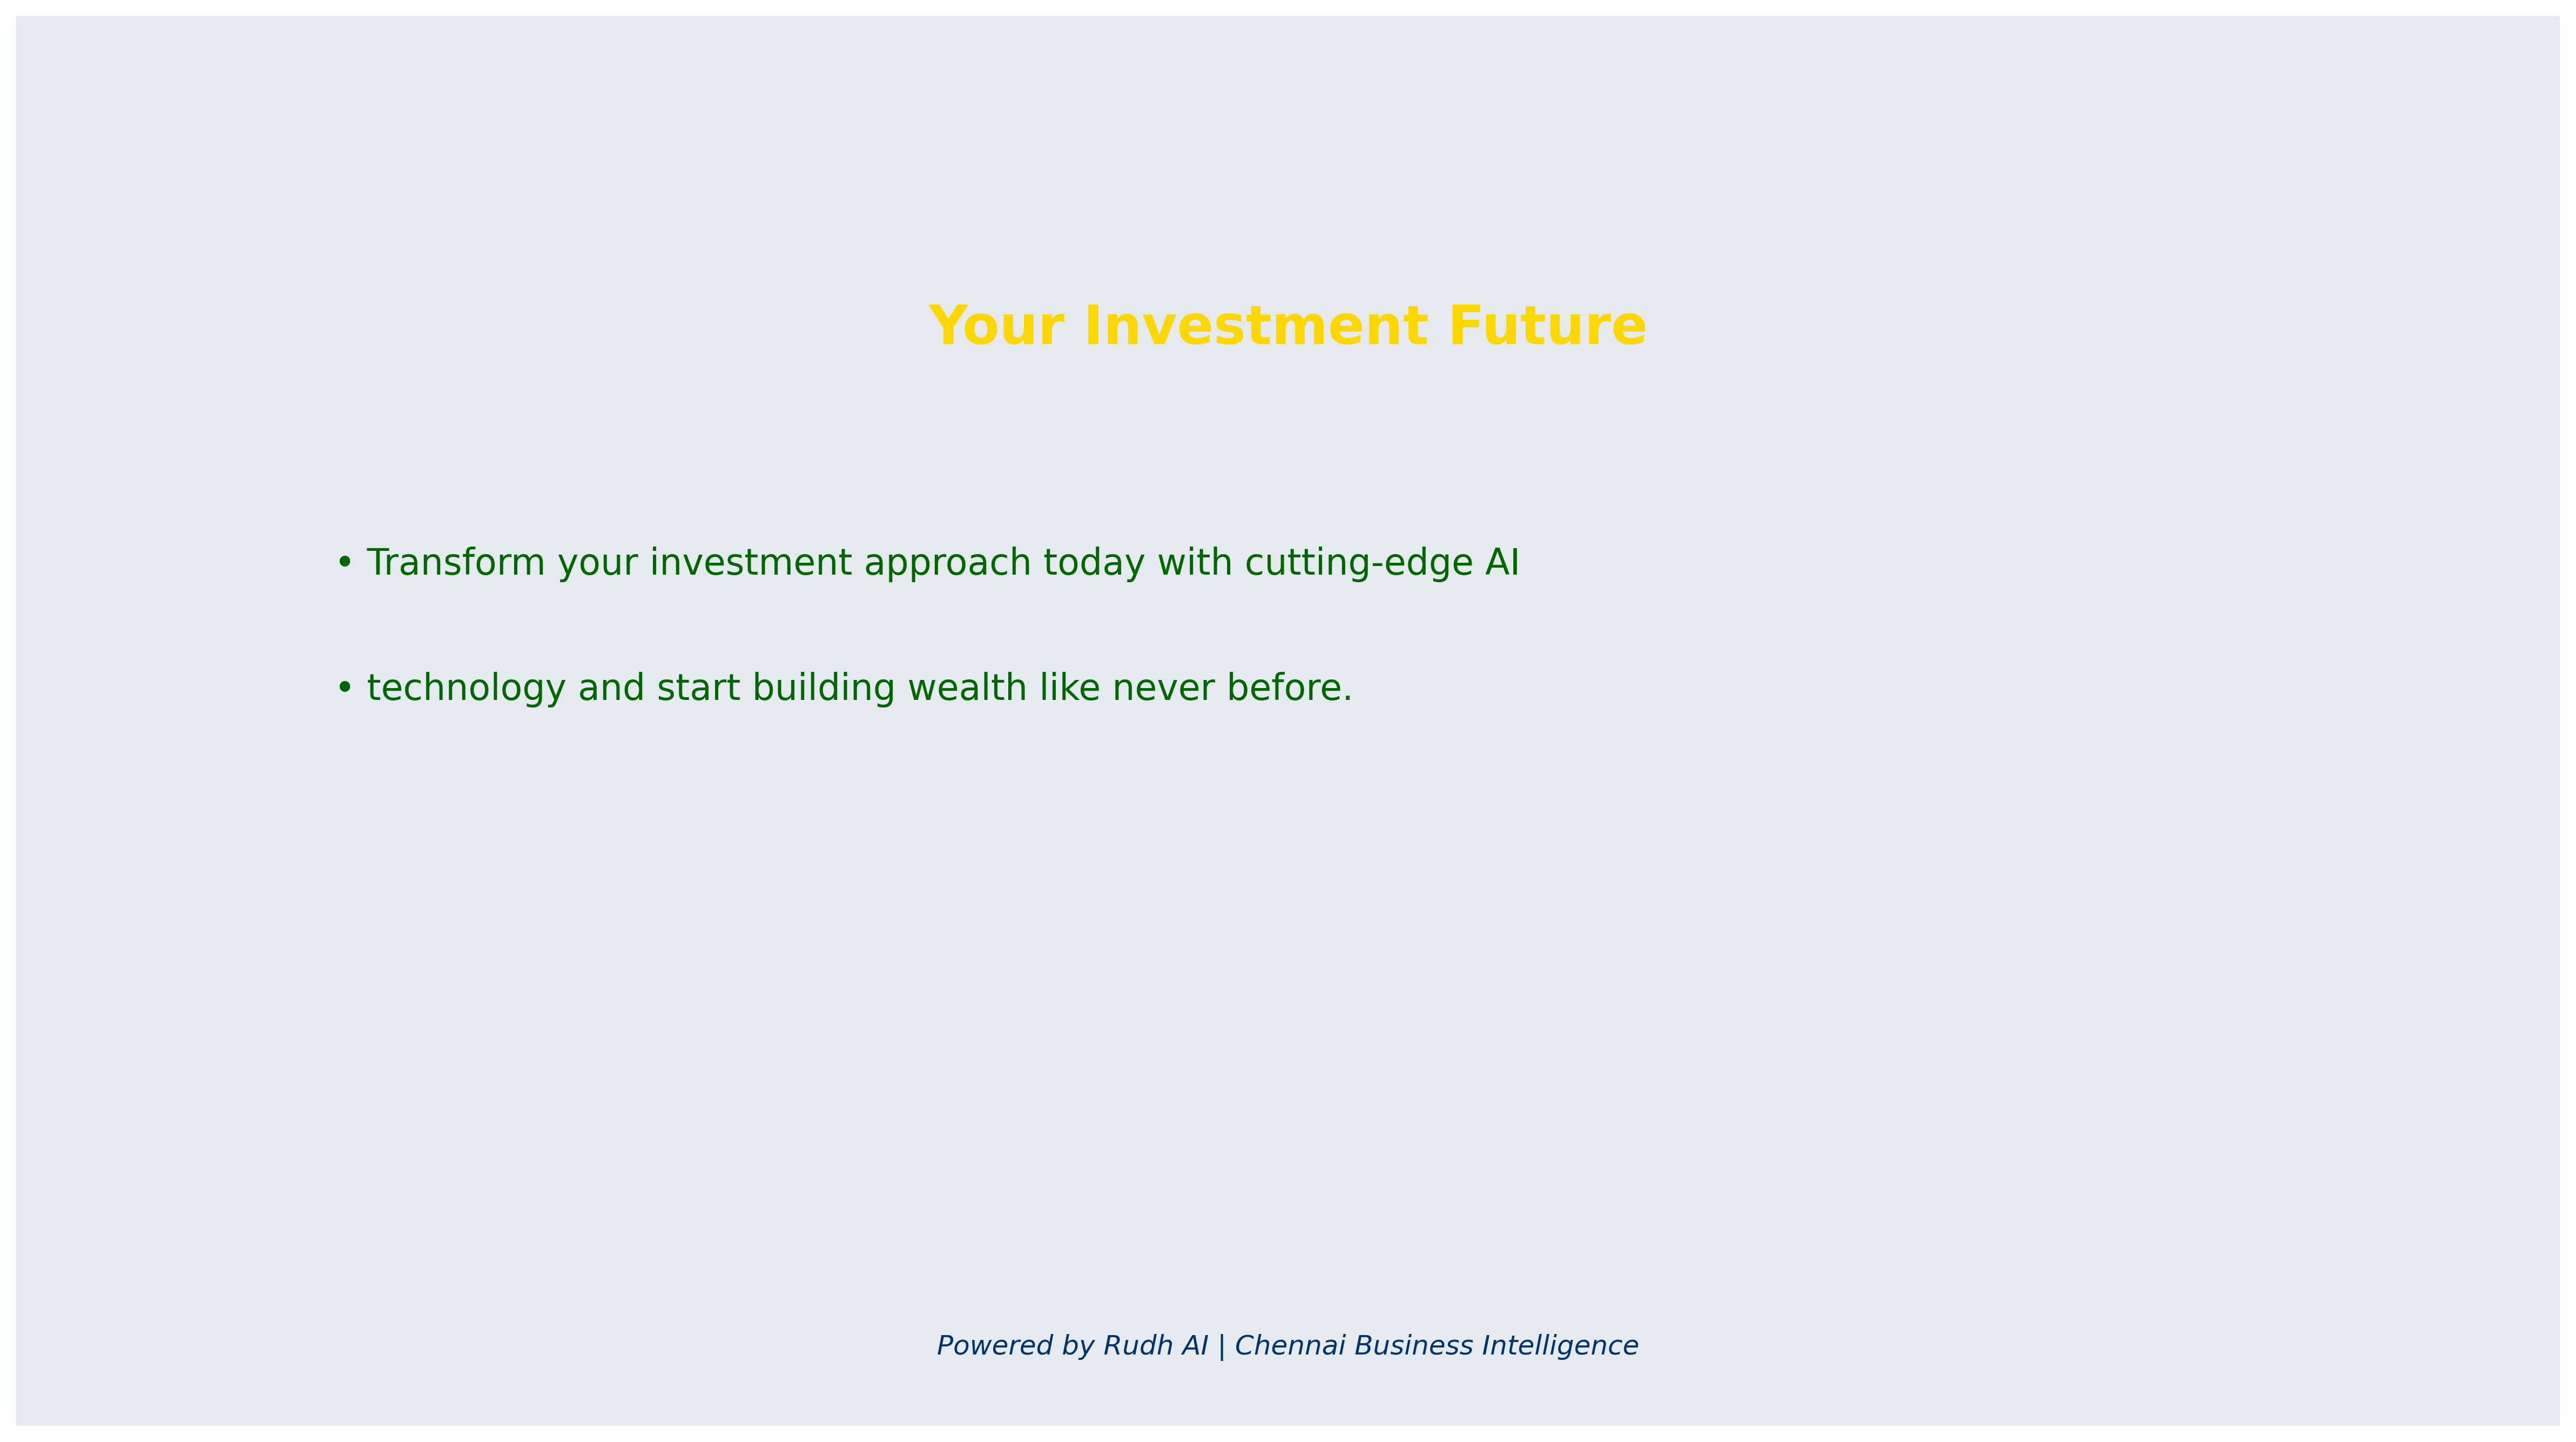 Your Investment Future
• Transform your investment approach today with cutting-edge AI
• technology and start building wealth like never before.
Powered by Rudh AI | Chennai Business Intelligence